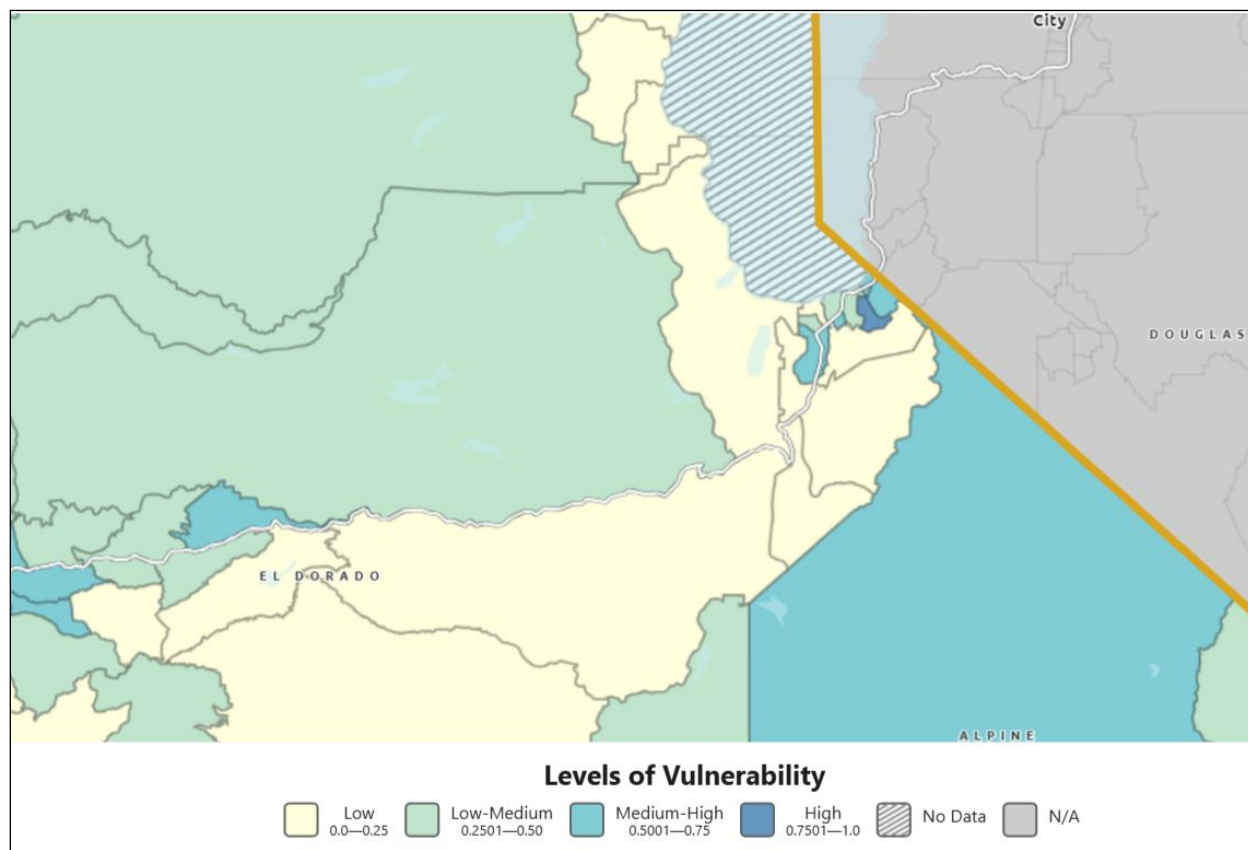 City
DOUGLAS
EL DORADO
ALPINE
Levels of Vulnerability
Low
0.0—0.25
Low-Medium
0.2501—0.50
Medium-High
0.5001—0.75
High
0.7501—1.0
No Data
N/A